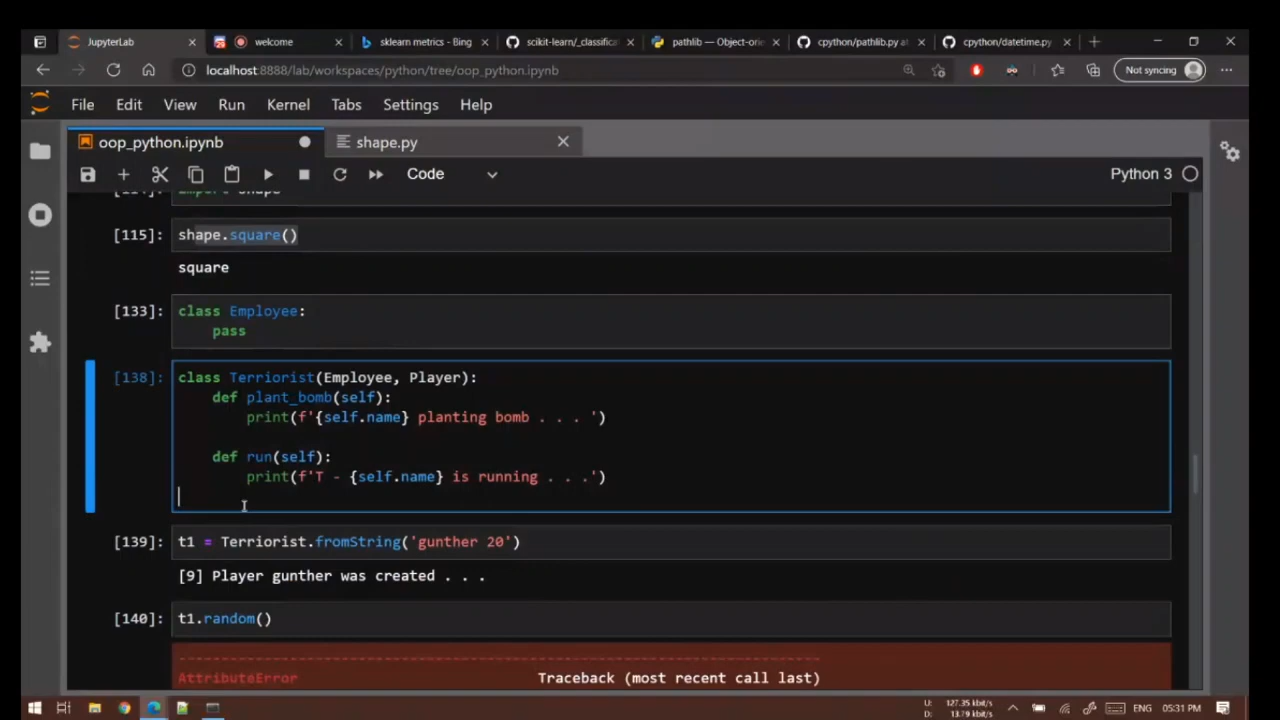 JupyterLab
welcome
sklearn metrics - Bing
scikit-learn/_classifica
pathlib — Object-orie
cpython/pathlib.py at
cpython/datetime.py
localhost:8888/lab/workspaces/python/tree/oop_python.ipynb
Not syncing
File Edit View Run Kernel Tabs Settings Help
oop_python.ipynb
shape.py
Code
Python 3
[115]: shape.square()
square
[133]: class Employee:
pass
[138]: class Terriorist(Employee, Player):
def plant_bomb(self):
print(f'{self.name} planting bomb . . . ')
def run(self):
print(f'T - {self.name} is running . . .')
[139]: t1 = Terriorist.fromString('gunther 20')
[9] Player gunther was created . . .
[140]: t1.random()
AttributeError Traceback (most recent call last)
U: 127.35 kbit/s
D: 13.79 kbit/s
ENG 05:31 PM